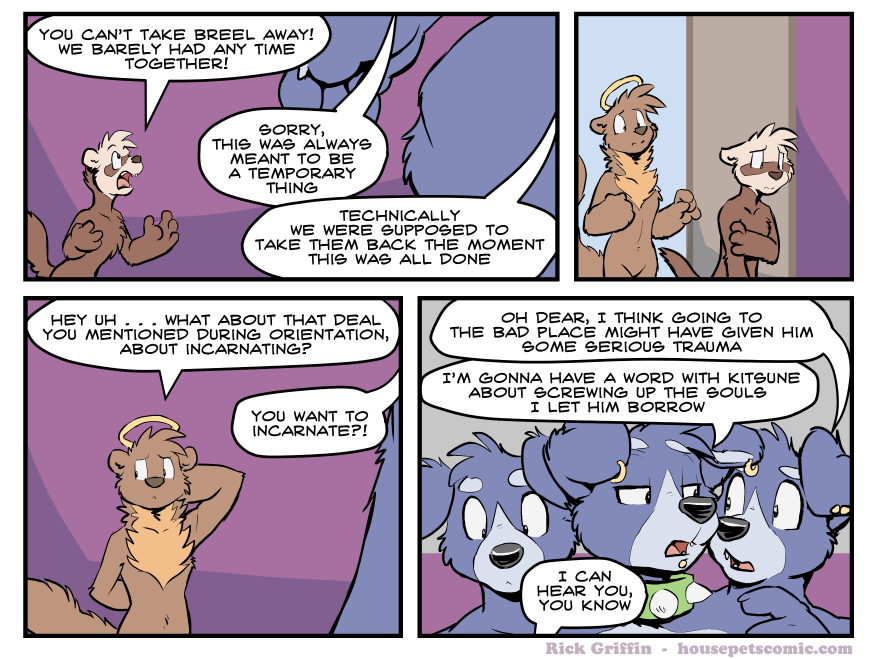 YOU CAN'T TAKE BREEL AWAY!
WE BARELY HAD ANY TIME
TOGETHER!
SORRY,
THIS WAS ALWAYS
MEANT TO BE
A TEMPORARY
THING
TECHNICALLY
WE WERE SUPPOSED TO
TAKE THEM BACK THE MOMENT
THIS WAS ALL DONE
HEY UH . . . WHAT ABOUT THAT DEAL
YOU MENTIONED DURING ORIENTATION,
ABOUT INCARNATING?
YOU WANT TO
INCARNATE?!
OH DEAR, I THINK GOING TO
THE BAD PLACE MIGHT HAVE GIVEN HIM
SOME SERIOUS TRAUMA
I'M GONNA HAVE A WORD WITH KITSUNE
ABOUT SCREWING UP THE SOULS
I LET HIM BORROW
I CAN
HEAR YOU,
YOU KNOW
Rick Griffin - housepetscomic.com